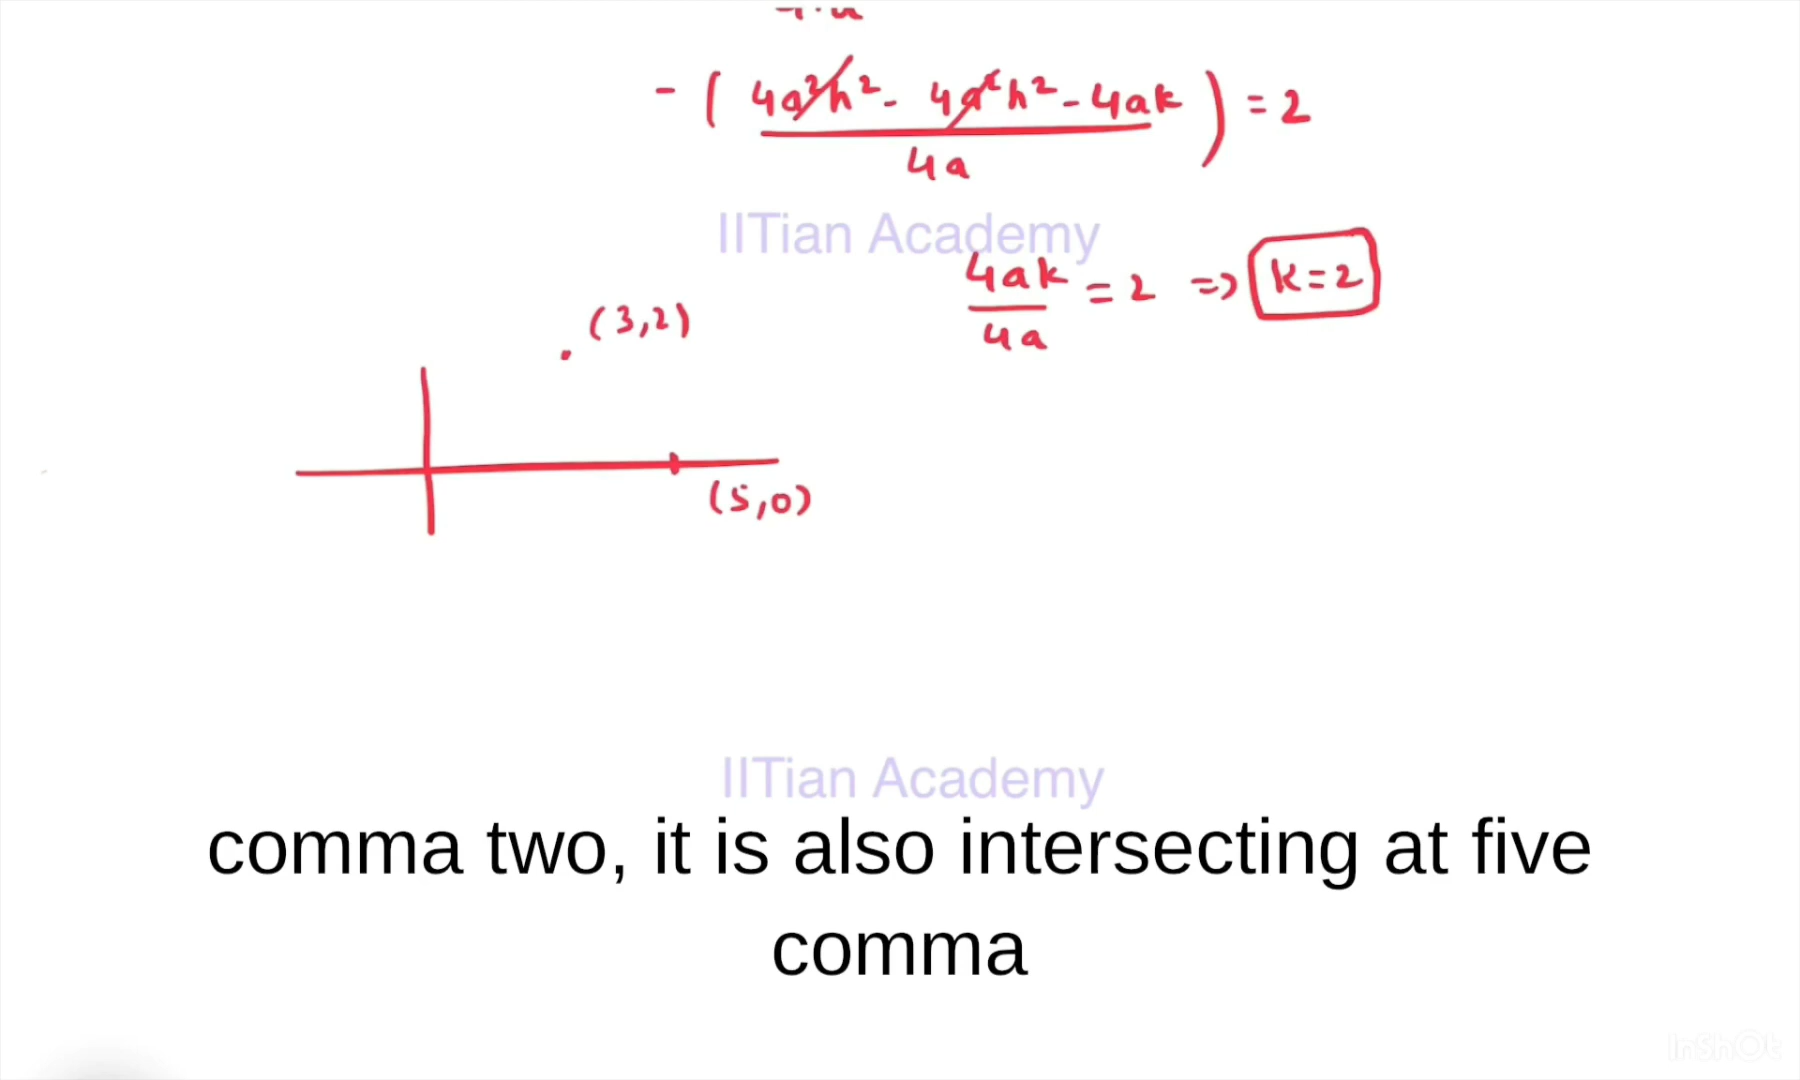 - ( 4a²h² - 4a²h² - 4ak ) = 2
4a
IITian Academy
4ak = 2 => k=2
4a
(3,2)
(5,0)
IITian Academy
comma two, it is also intersecting at five
comma
InShOt